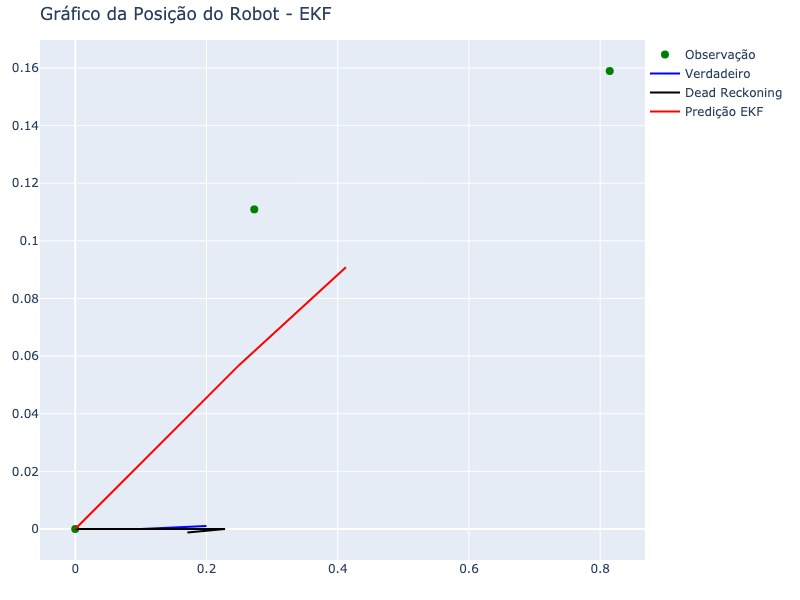 Gráfico da Posição do Robot - EKF
Observação
Verdadeiro
Dead Reckoning
Predição EKF
0.16
0.14
0.12
0.1
0.08
0.06
0.04
0.02
0
0
0.2
0.4
0.6
0.8